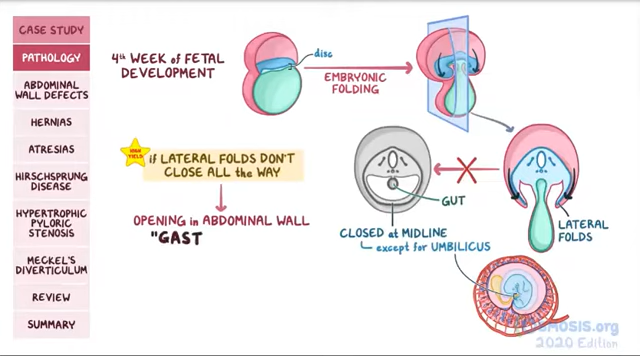 CASE STUDY
PATHOLOGY
ABDOMINAL
WALL DEFECTS
HERNIAS
ATRESIAS
HIRSCHSPRUNG
DISEASE
HYPERTROPHIC
PYLORIC
STENOSIS
MECKEL'S
DIVERTICULUM
REVIEW
SUMMARY
4th WEEK of FETAL
DEVELOPMENT
disc
EMBRYONIC
FOLDING
HIGH
YIELD
if LATERAL FOLDS DON'T
CLOSE ALL the WAY
OPENING in ABDOMINAL WALL
"GAST
GUT
CLOSED at MIDLINE
except for UMBILICUS
LATERAL
FOLDS
OSMOSIS.org
2020 Edition